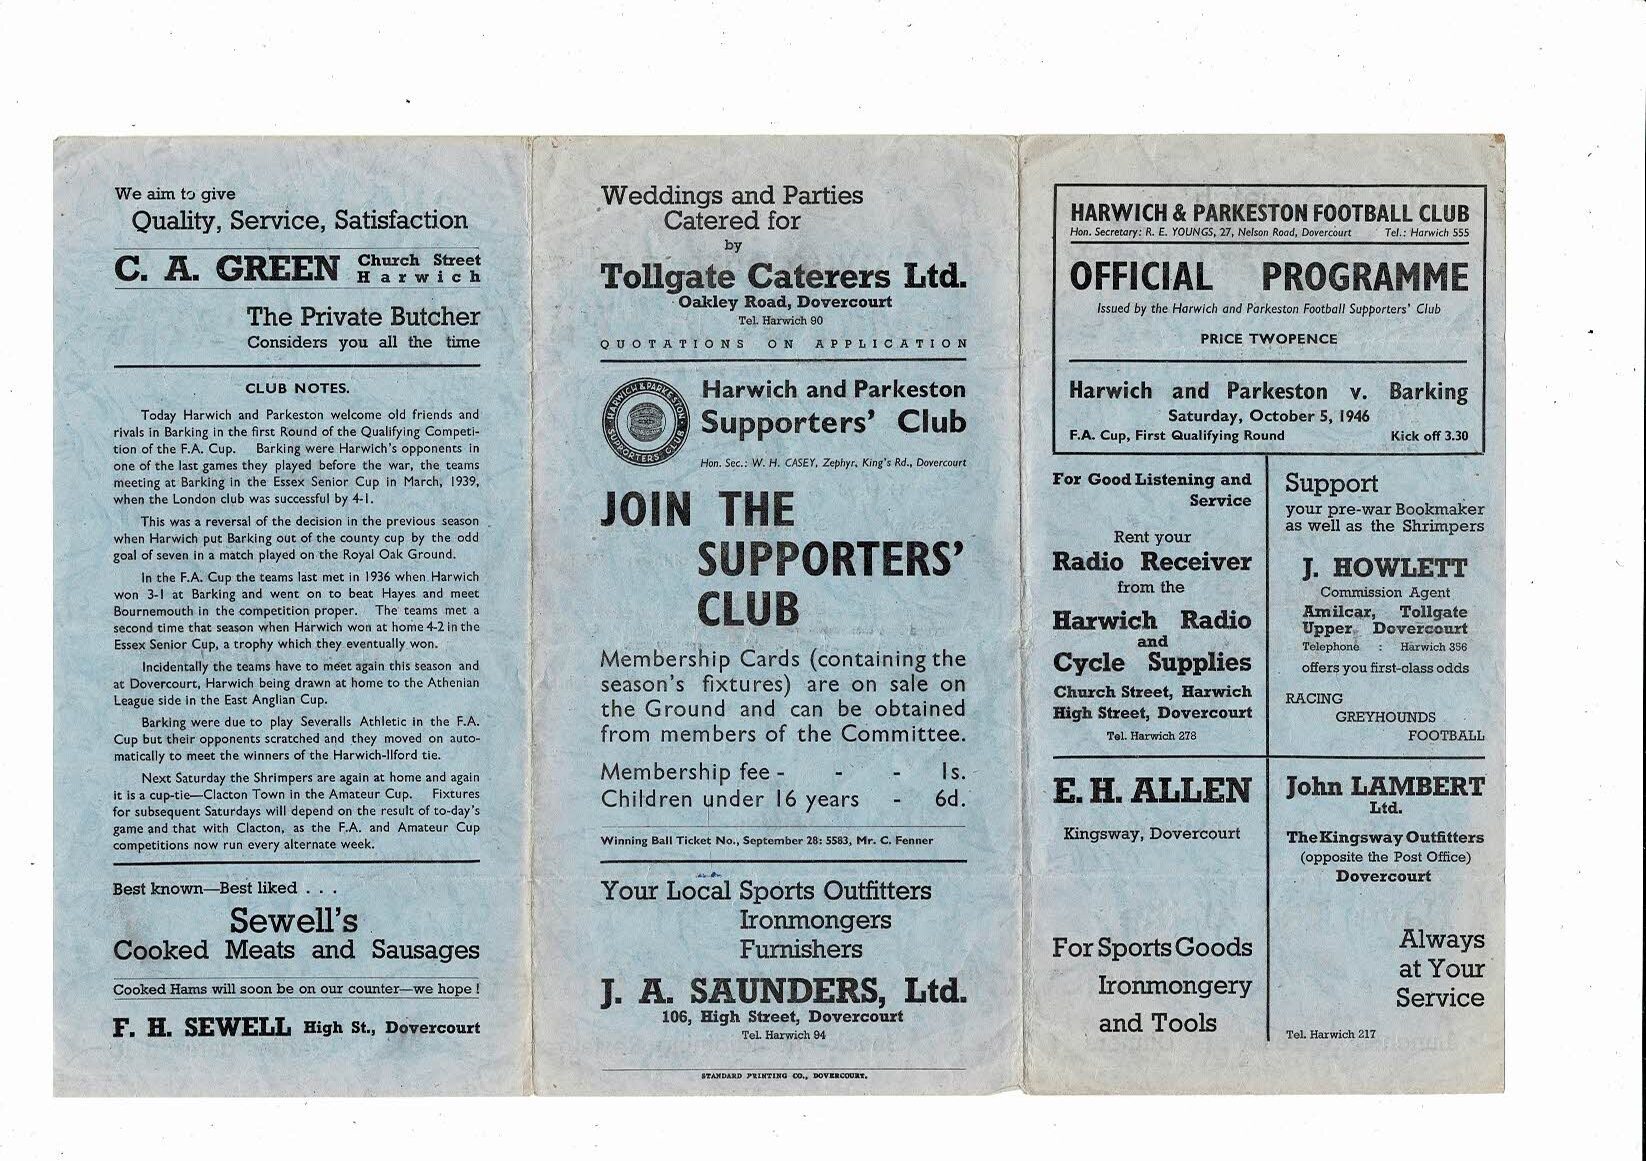 We aim to give
Quality, Service, Satisfaction
C. A. GREEN Church Street
Harwich
The Private Butcher
Considers you all the time
CLUB NOTES.
Today Harwich and Parkeston welcome old friends and
rivals in Barking in the first Round of the Qualifying Competi-
tion of the F.A. Cup. Barking were Harwich's opponents in
one of the last games they played before the war, the teams
meeting at Barking in the Essex Senior Cup in March, 1939,
when the London club was successful by 4-1.
This was a reversal of the decision in the previous season
when Harwich put Barking out of the county cup by the odd
goal of seven in a match played on the Royal Oak Ground.
In the F.A. Cup the teams last met in 1936 when Harwich
won 3-1 at Barking and went on to beat Hayes and meet
Bournemouth in the competition proper. The teams met a
second time that season when Harwich won at home 4-2 in the
Essex Senior Cup, a trophy which they eventually won.
Incidentally the teams have to meet again this season and
at Dovercourt, Harwich being drawn at home to the Athenian
League side in the East Anglian Cup.
Barking were due to play Severalls Athletic in the F.A.
Cup but their opponents scratched and they moved on auto-
matically to meet the winners of the Harwich-Ilford tie.
Next Saturday the Shrimpers are again at home and again
it is a cup-tie—Clacton Town in the Amateur Cup. Fixtures
for subsequent Saturdays will depend on the result of to-day's
game and that with Clacton, as the F.A. and Amateur Cup
competitions now run every alternate week.
Best known—Best liked . . .
Sewell's
Cooked Meats and Sausages
Cooked Hams will soon be on our counter—we hope !
F. H. SEWELL High St., Dovercourt
Weddings and Parties
Catered for
by
Tollgate Caterers Ltd.
Oakley Road, Dovercourt
Tel. Harwich 90
QUOTATIONS ON APPLICATION
HARWICH & PARKESTON
SUPPORTERS' CLUB
Harwich and Parkeston
Supporters' Club
Hon. Sec.: W. H. CASEY, Zephyr, King's Rd., Dovercourt
JOIN THE
SUPPORTERS'
CLUB
Membership Cards (containing the
season's fixtures) are on sale on
the Ground and can be obtained
from members of the Committee.
Membership fee - - - 1s.
Children under 16 years - 6d.
Winning Ball Ticket No., September 28: 5583, Mr. C. Fenner
Your Local Sports Outfitters
Ironmongers
Furnishers
J. A. SAUNDERS, Ltd.
106, High Street, Dovercourt
Tel. Harwich 94
STANDARD PRINTING CO., DOVERCOURT.
HARWICH & PARKESTON FOOTBALL CLUB
Hon. Secretary: R. E. YOUNGS, 27, Nelson Road, Dovercourt Tel.: Harwich 555
OFFICIAL PROGRAMME
Issued by the Harwich and Parkeston Football Supporters' Club
PRICE TWOPENCE
Harwich and Parkeston v. Barking
Saturday, October 5, 1946
F.A. Cup, First Qualifying Round Kick off 3.30
For Good Listening and
Service
Rent your
Radio Receiver
from the
Harwich Radio
and
Cycle Supplies
Church Street, Harwich
High Street, Dovercourt
Tel. Harwich 278
Support
your pre-war Bookmaker
as well as the Shrimpers
J. HOWLETT
Commission Agent
Amilcar, Tollgate
Upper Dovercourt
Telephone : Harwich 356
offers you first-class odds
RACING
GREYHOUNDS
FOOTBALL
E. H. ALLEN
Kingsway, Dovercourt
For Sports Goods
Ironmongery
and Tools
John LAMBERT
Ltd.
The Kingsway Outfitters
(opposite the Post Office)
Dovercourt
Always
at Your
Service
Tel. Harwich 217